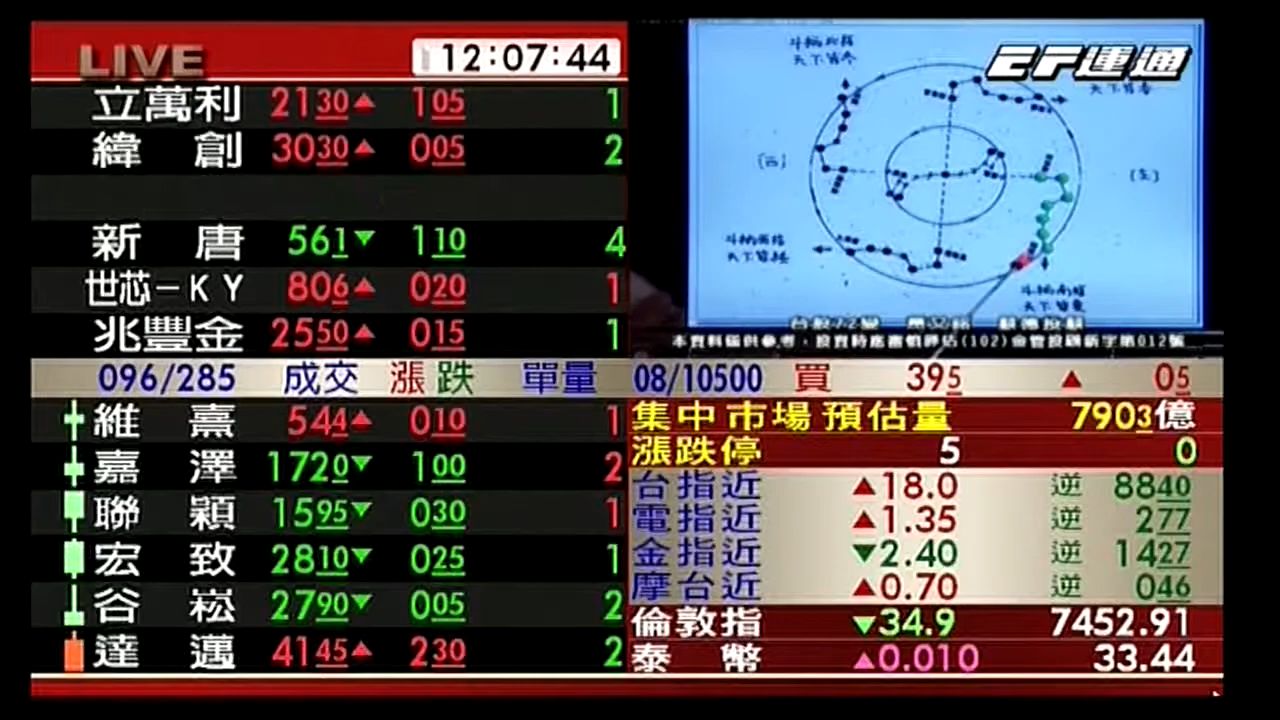 LIVE 12:07:44
立萬利 2130▲ 105 1
緯創 3030▲ 005 2
新唐 561▼ 110 4
世芯-KY 806▲ 020 1
兆豐金 2550▲ 015 1
096/285 成交 漲跌 單量
維熹 544▲ 010 1
嘉澤 1720▼ 100 2
聯穎 1595▼ 030 1
宏致 2810▼ 025 1
谷崧 2790▼ 005 2
達邁 4145▲ 230 2
運通
(西)
08/10500 買 395 ▲ 05
集中市場預估量 7903億
漲跌停 5 0
台指近 ▲18.0 逆 8840
電指近 ▲1.35 逆 277
金指近 ▼2.40 逆 1427
摩台近 ▲0.70 逆 046
倫敦指 ▼34.9 7452.91
泰幣 ▲0.010 33.44